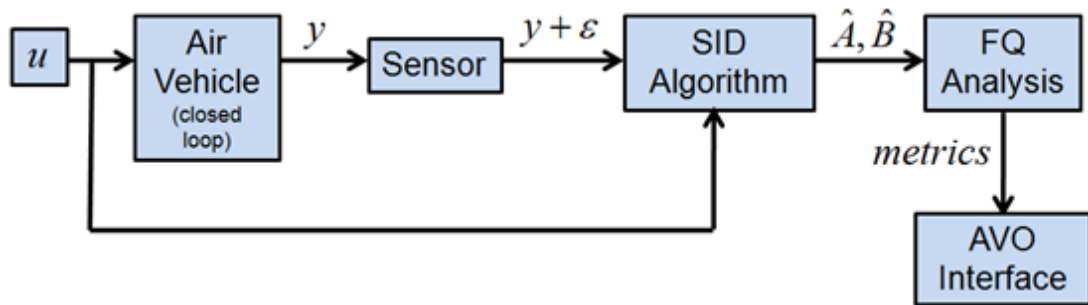 u
Air
Vehicle
(closed
loop)
y
Sensor
y + ε
SID
Algorithm
Â, B̂
FQ
Analysis
metrics
AVO
Interface